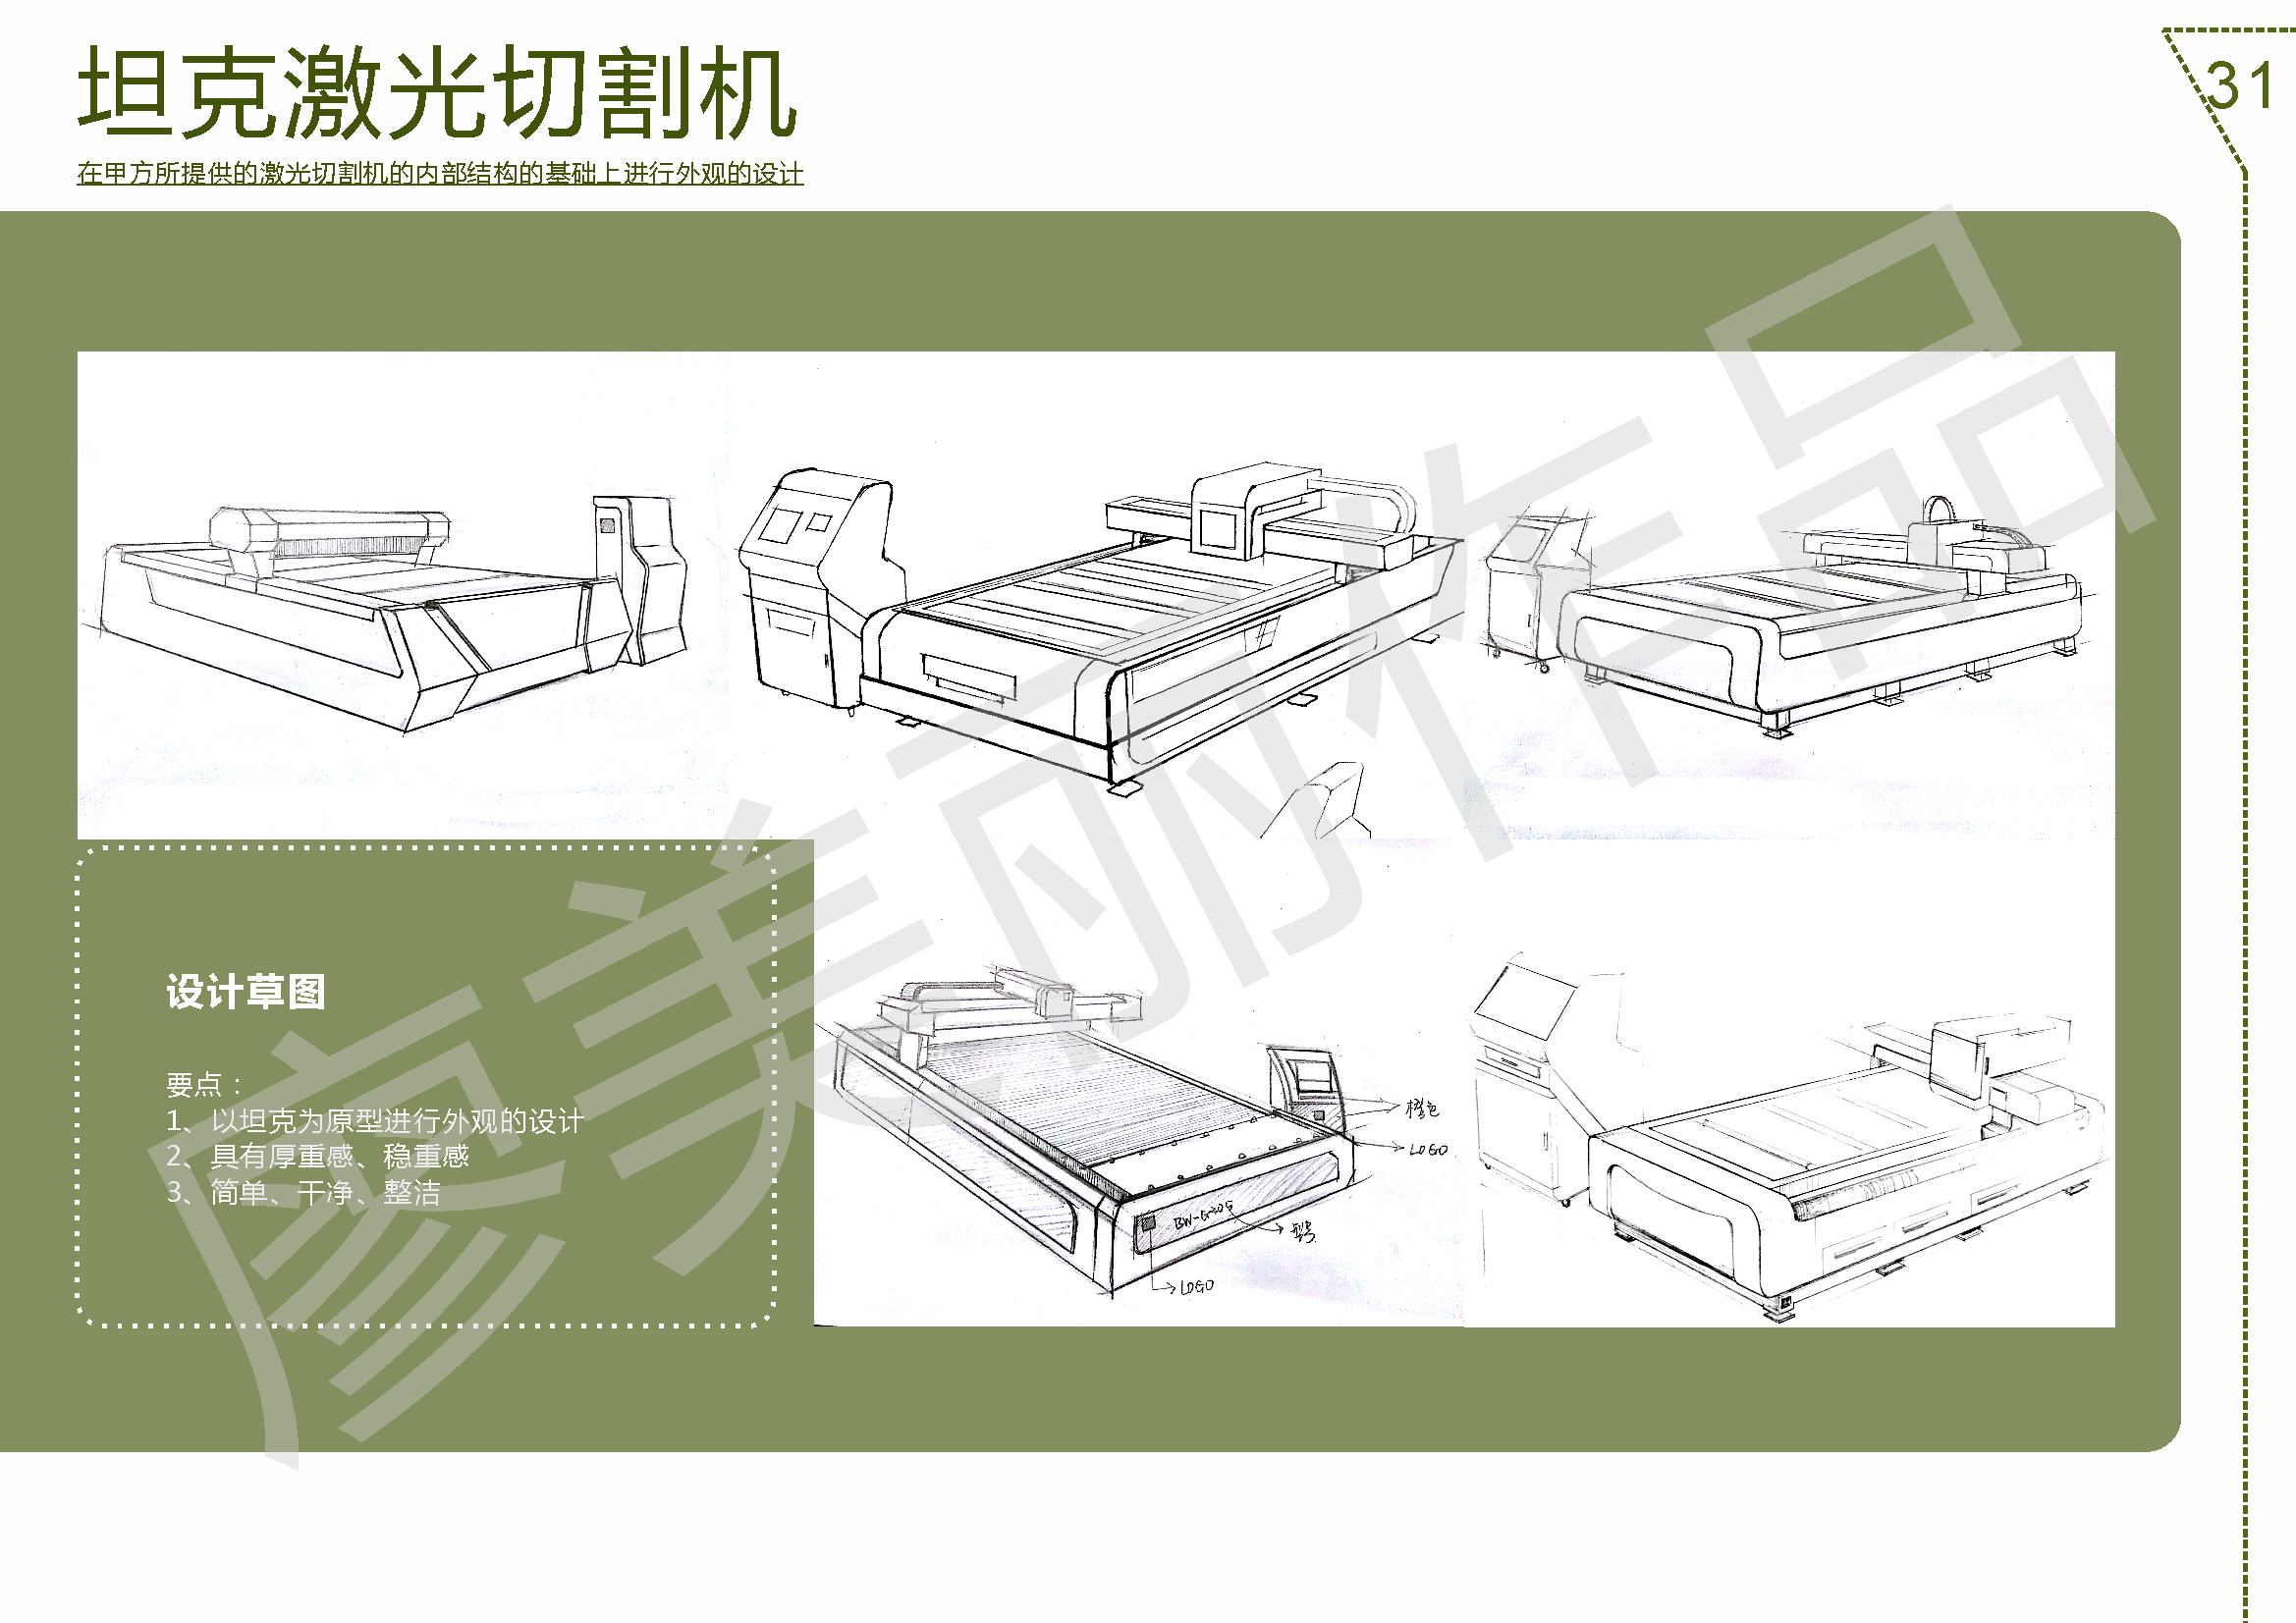 坦克激光切割机
31
在甲方所提供的激光切割机的内部结构的基础上进行外观的设计
设计草图
要点：
1、以坦克为原型进行外观的设计
2、具有厚重感、稳重感
3、简单、干净、整洁
橙色
LOGO
型号
LOGO
廖美丽作品